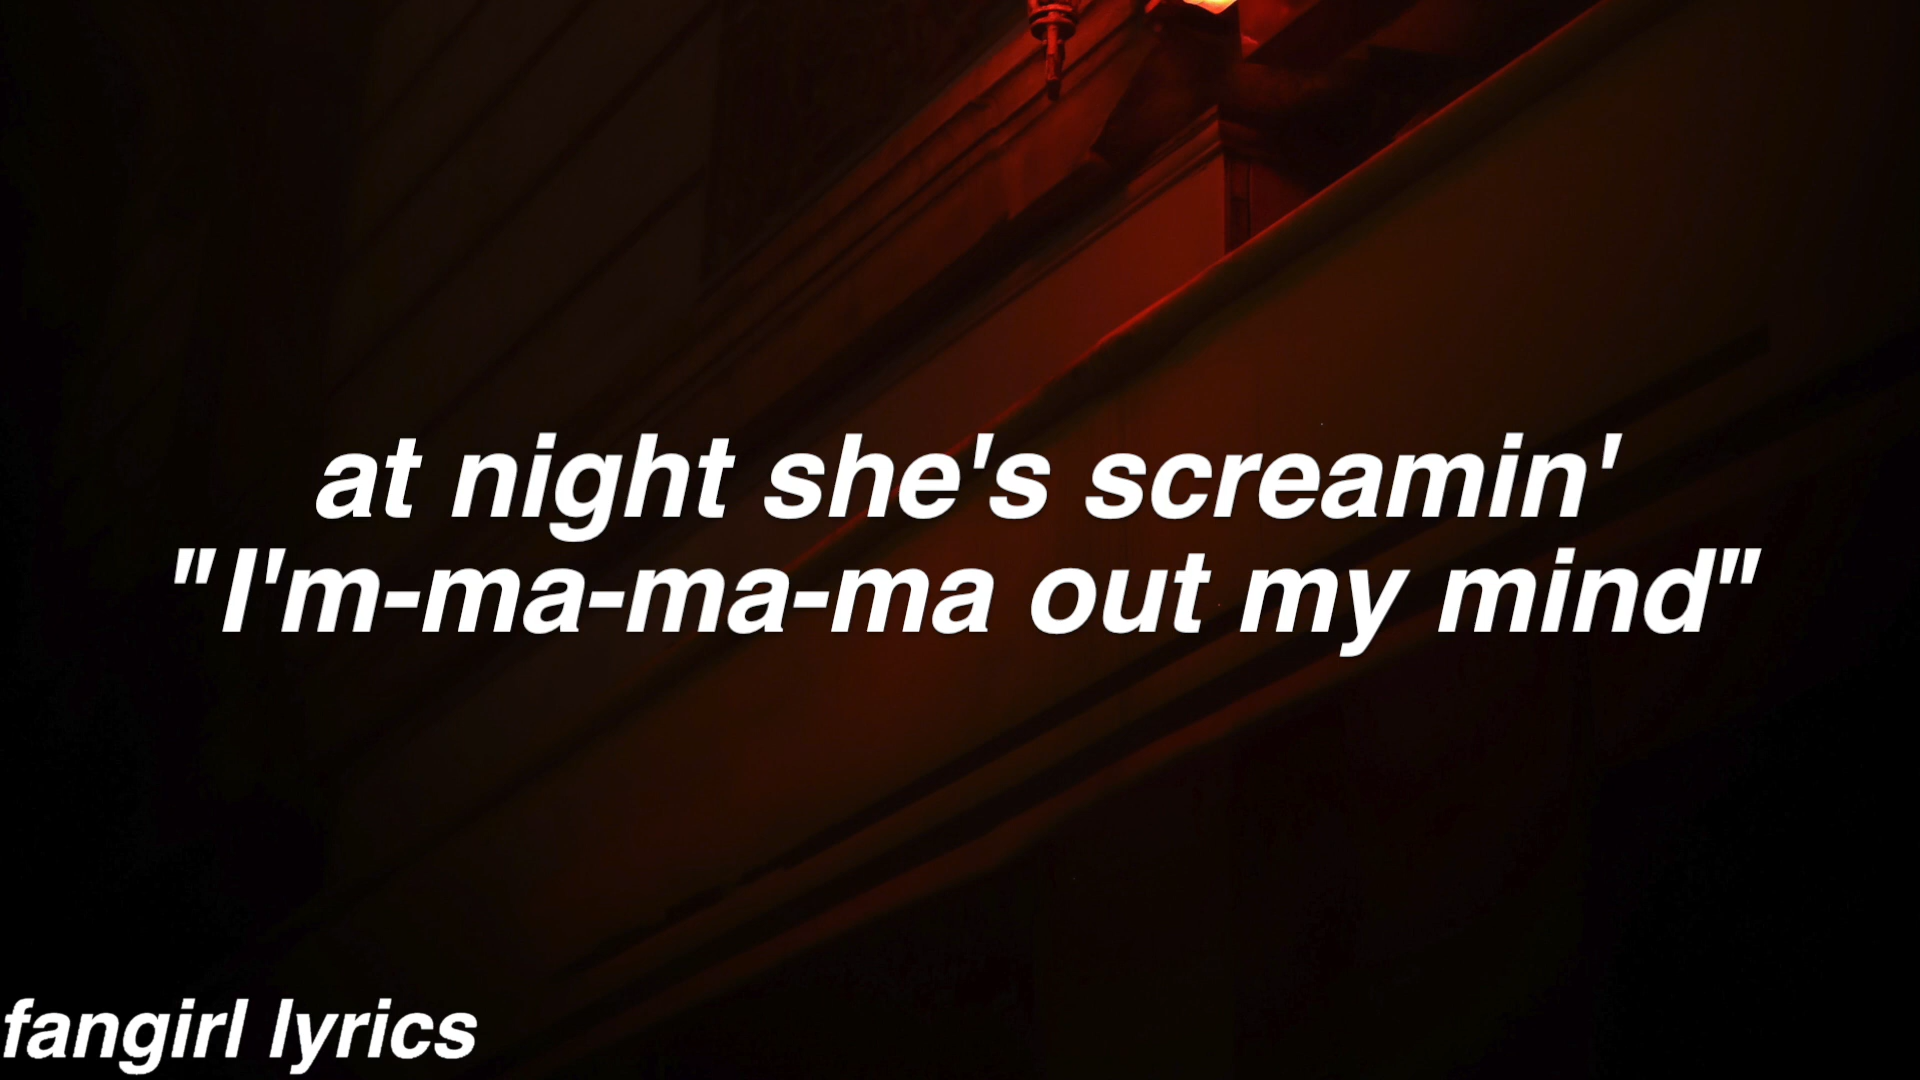 at night she's screamin'
"I'm-ma-ma-ma out my mind"
fangirl lyrics